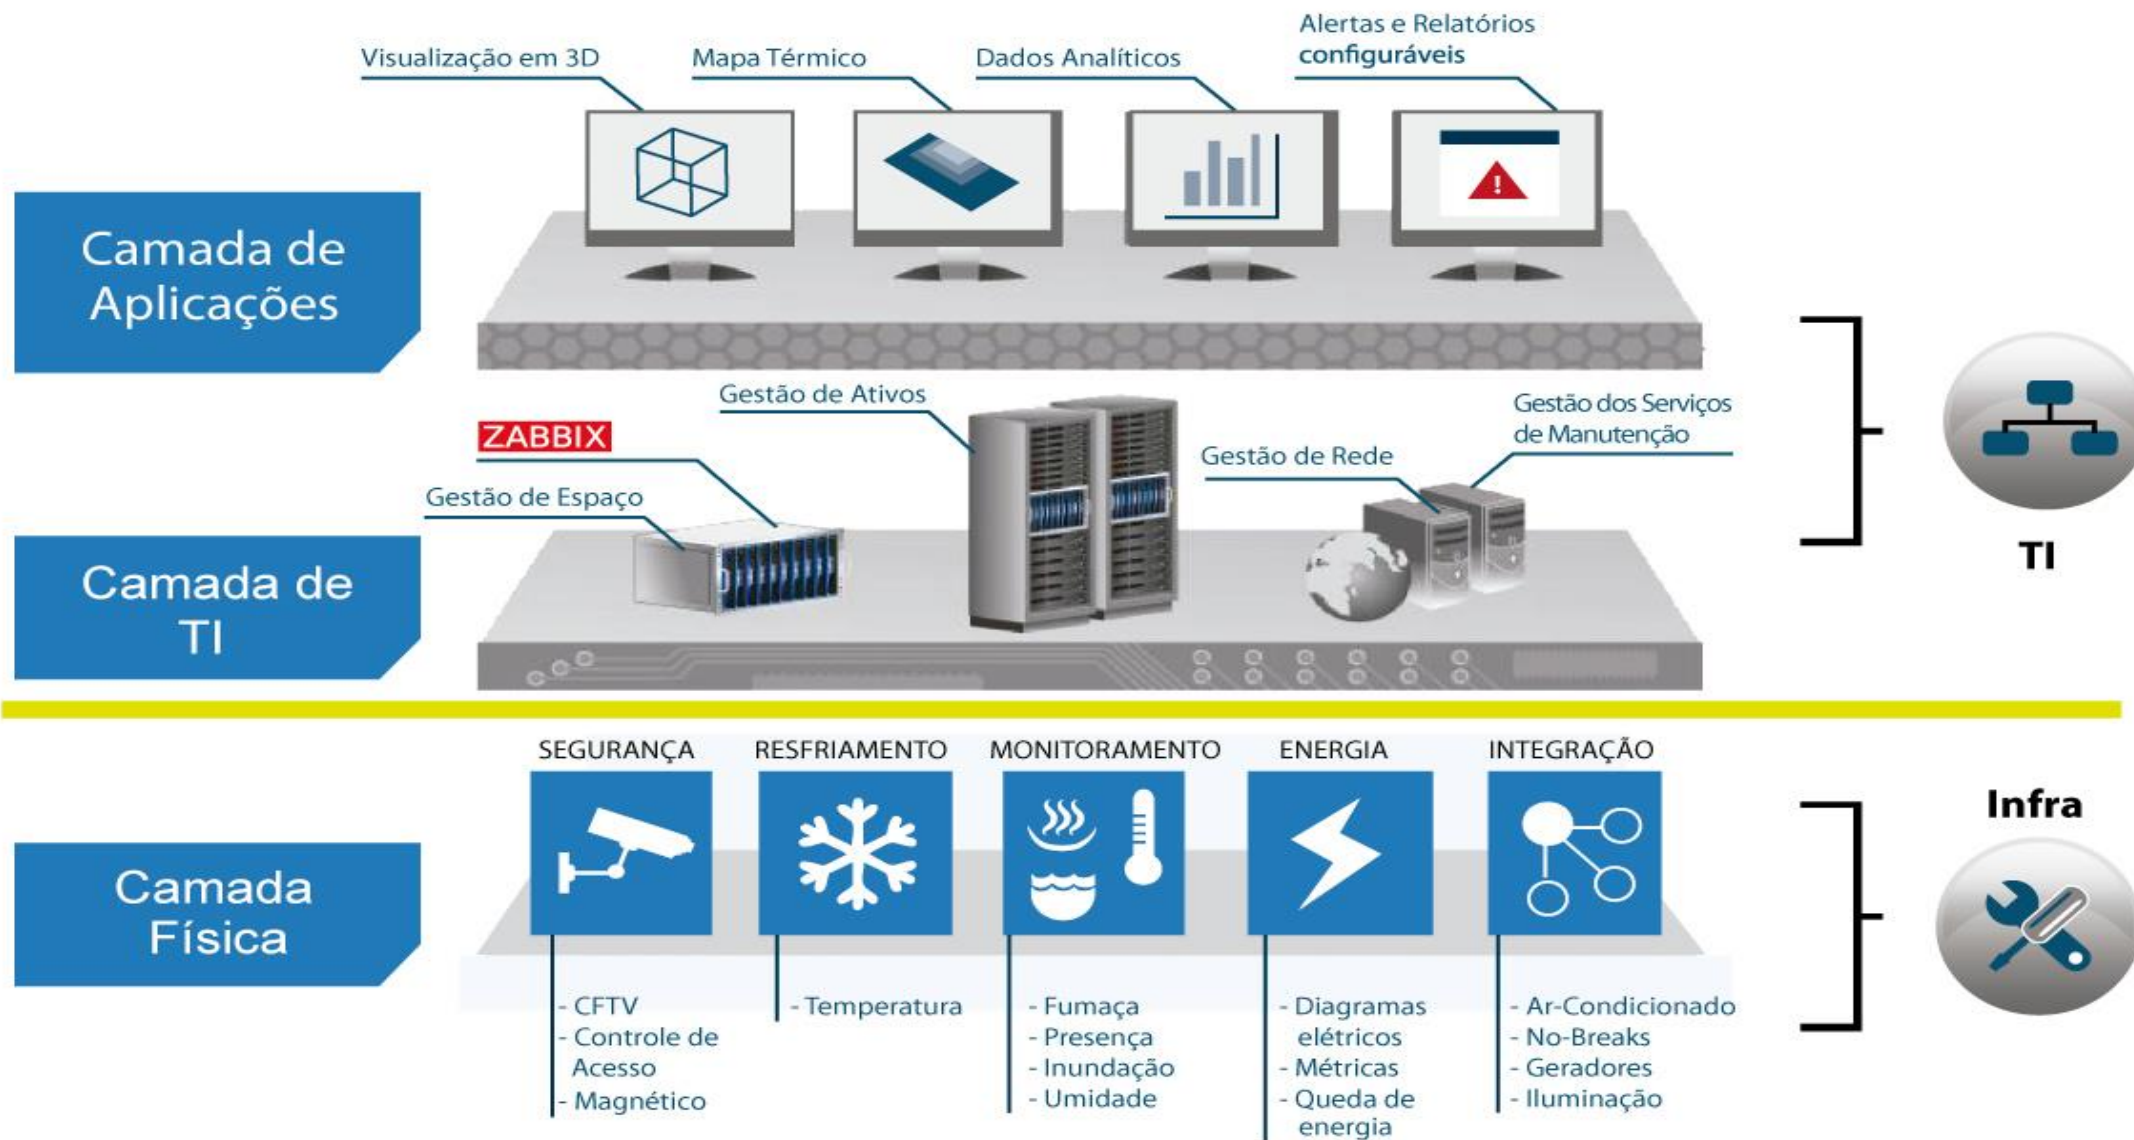 Visualização em 3D
Mapa Térmico
Dados Analíticos
Alertas e Relatórios
configuráveis
Camada de
Aplicações
Gestão de Ativos
ZABBIX
Gestão de Espaço
Gestão de Rede
Gestão dos Serviços
de Manutenção
TI
Camada de
TI
SEGURANÇA
RESFRIAMENTO
MONITORAMENTO
ENERGIA
INTEGRAÇÃO
Infra
Camada
Física
- CFTV
- Controle de
Acesso
- Magnético
- Temperatura
- Fumaça
- Presença
- Inundação
- Umidade
- Diagramas
elétricos
- Métricas
- Queda de
energia
- Ar-Condicionado
- No-Breaks
- Geradores
- Iluminação